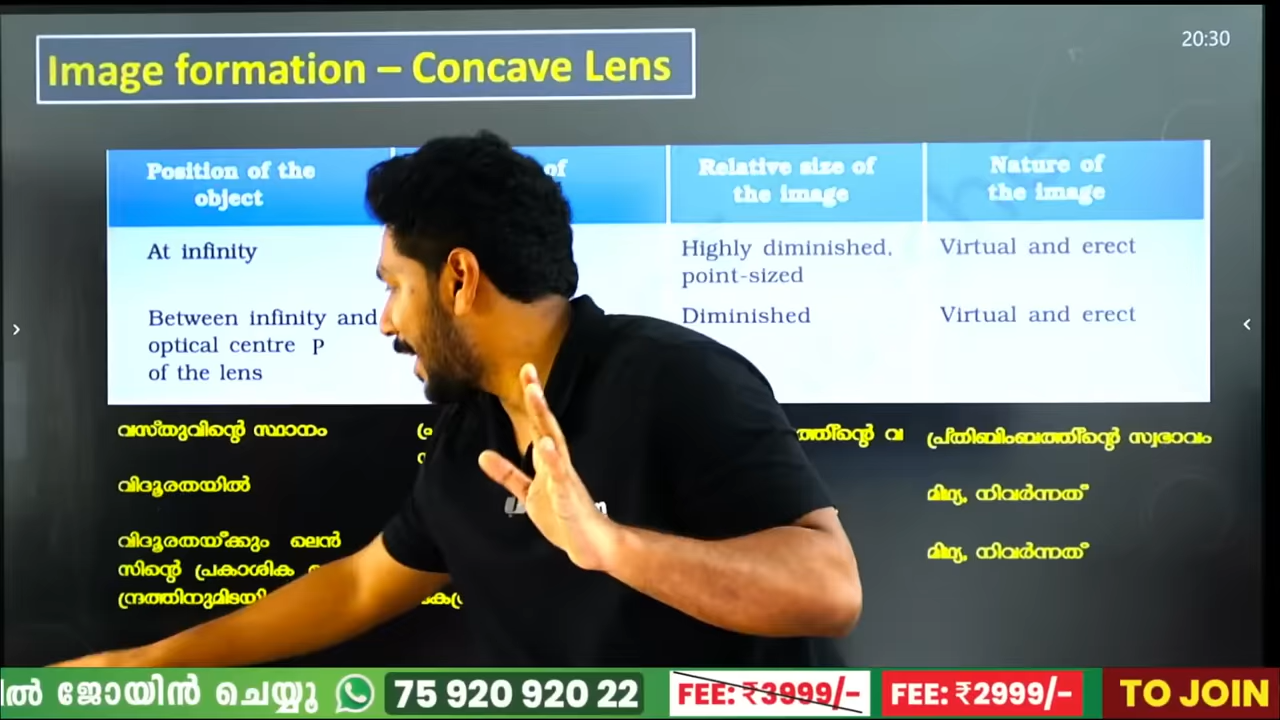 Image formation – Concave Lens
20:30
Position of the
object
of
Relative size of
the image
Nature of
the image
At infinity
Highly diminished,
point-sized
Virtual and erect
Between infinity and
optical centre P
of the lens
Diminished
Virtual and erect
വസ്തുവിന്റെ സ്ഥാനം
ത്തിന്റെ വ
പ്രതിബിംബത്തിന്റെ സ്വഭാവം
വിദൂരതയിൽ
മിഥ്യ, നിവർന്നത്
വിദൂരതയ്ക്കും ലെൻ
സിന്റെ പ്രകാശിക
ന്ദ്രത്തിനുമിടയി
മിഥ്യ, നിവർന്നത്
ൽ ജോയിൻ ചെയ്യൂ
75 920 920 22
FEE: ₹3999/-
FEE: ₹2999/-
TO JOIN